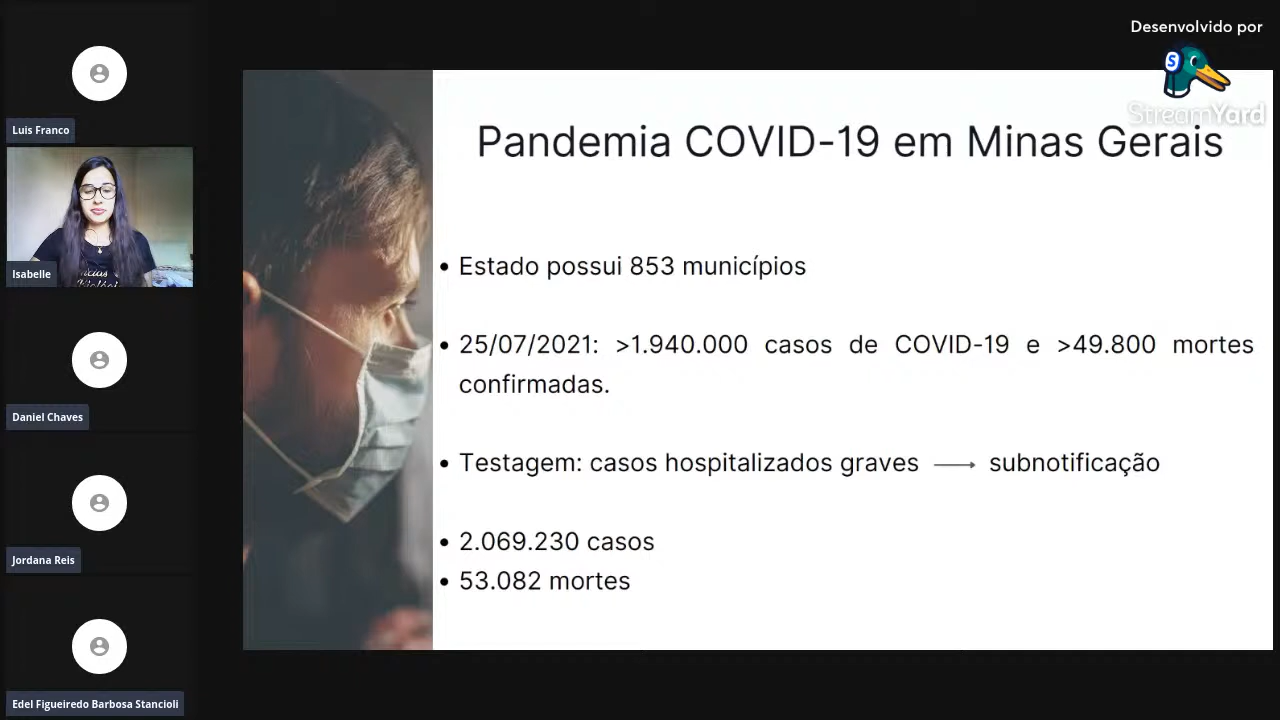 Desenvolvido por
StreamYard
Luis Franco
Isabelle
Daniel Chaves
Jordana Reis
Edel Figueiredo Barbosa Stancioli
Pandemia COVID-19 em Minas Gerais
• Estado possui 853 municípios
• 25/07/2021: >1.940.000 casos de COVID-19 e >49.800 mortes
confirmadas.
• Testagem: casos hospitalizados graves → subnotificação
• 2.069.230 casos
• 53.082 mortes